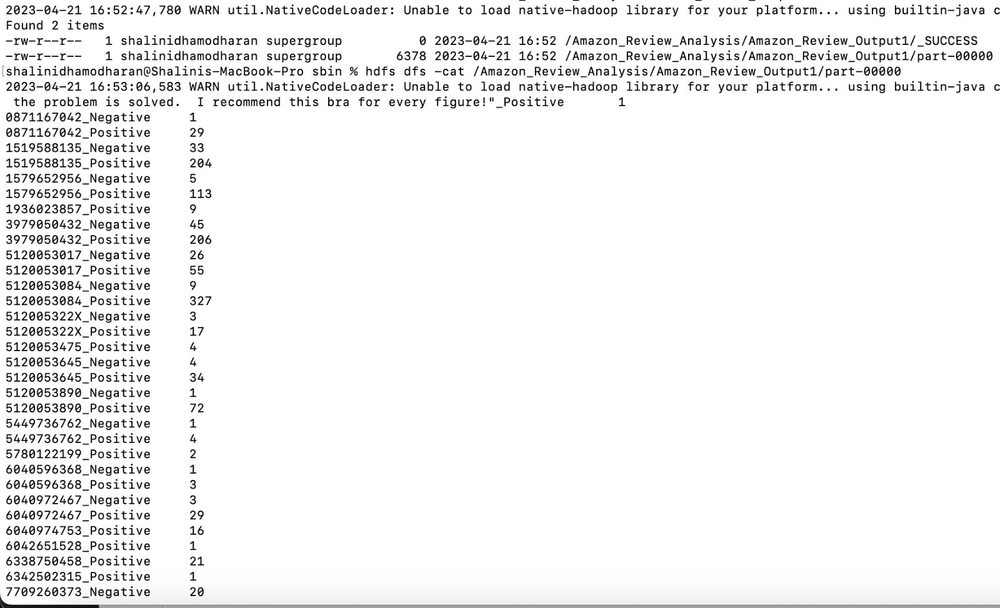 2023-04-21 16:52:47,780 WARN util.NativeCodeLoader: Unable to load native-hadoop library for your platform... using builtin-java c
Found 2 items
-rw-r--r--   1 shalinidhamodharan supergroup          0 2023-04-21 16:52 /Amazon_Review_Analysis/Amazon_Review_Output1/_SUCCESS
-rw-r--r--   1 shalinidhamodharan supergroup       6378 2023-04-21 16:52 /Amazon_Review_Analysis/Amazon_Review_Output1/part-00000
[shalinidhamodharan@Shalinis-MacBook-Pro sbin % hdfs dfs -cat /Amazon_Review_Analysis/Amazon_Review_Output1/part-00000
2023-04-21 16:53:06,583 WARN util.NativeCodeLoader: Unable to load native-hadoop library for your platform... using builtin-java c
 the problem is solved.  I recommend this bra for every figure!"_Positive       1
0871167042_Negative     1
0871167042_Positive     29
1519588135_Negative     33
1519588135_Positive     204
1579652956_Negative     5
1579652956_Positive     113
1936023857_Positive     9
3979050432_Negative     45
3979050432_Positive     206
5120053017_Negative     26
5120053017_Positive     55
5120053084_Negative     9
5120053084_Positive     327
512005322X_Negative     3
512005322X_Positive     17
5120053475_Positive     4
5120053645_Negative     4
5120053645_Positive     34
5120053890_Negative     1
5120053890_Positive     72
5449736762_Negative     1
5449736762_Positive     4
5780122199_Positive     2
6040596368_Negative     1
6040596368_Positive     3
6040972467_Negative     3
6040972467_Positive     29
6040974753_Positive     16
6042651528_Positive     1
6338750458_Positive     21
6342502315_Positive     1
7709260373_Negative     20